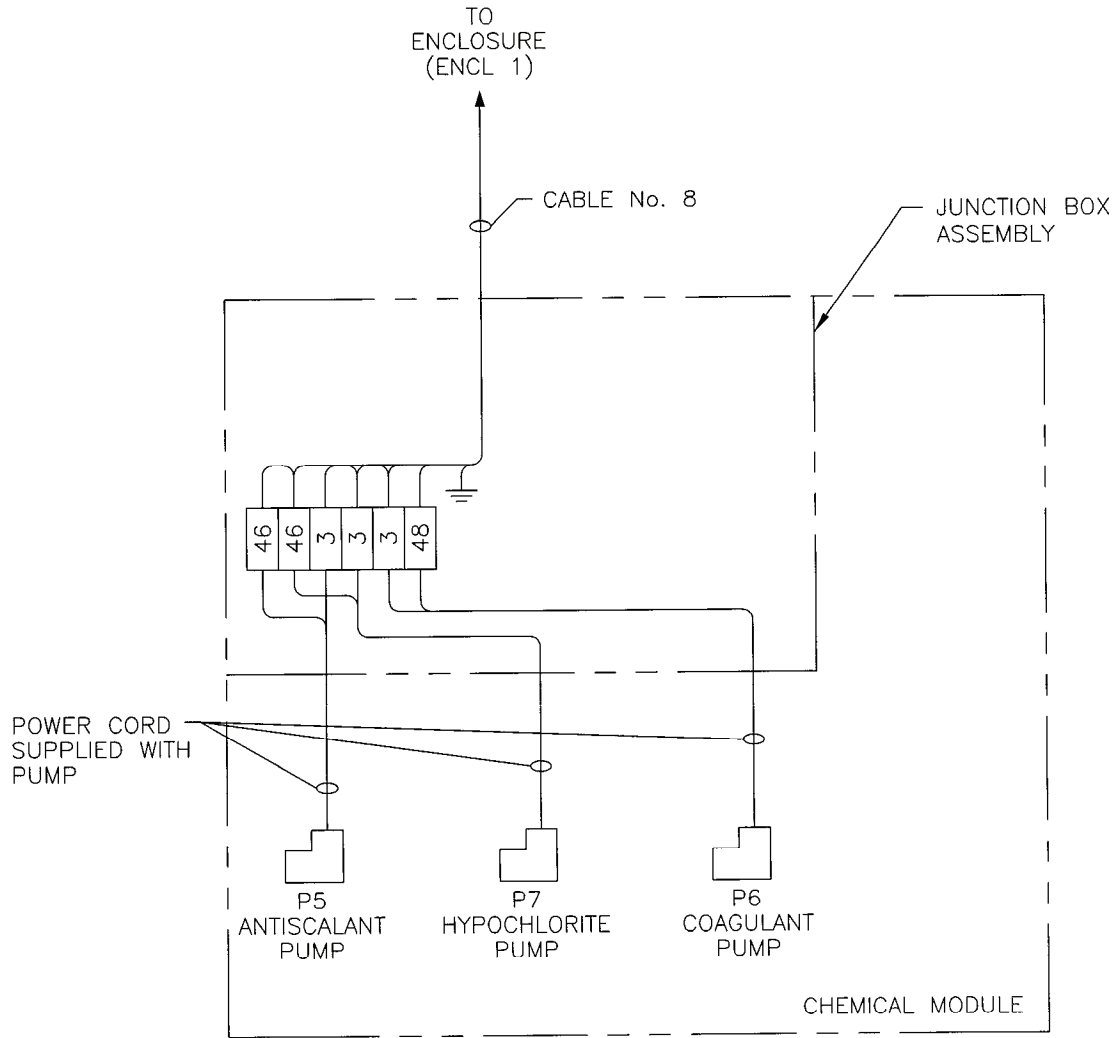 TO
ENCLOSURE
(ENCL 1)
CABLE No. 8
JUNCTION BOX
ASSEMBLY
46 46 3 3 3 48
POWER CORD
SUPPLIED WITH
PUMP
P5
ANTISCALANT
PUMP
P7
HYPOCHLORITE
PUMP
P6
COAGULANT
PUMP
CHEMICAL MODULE